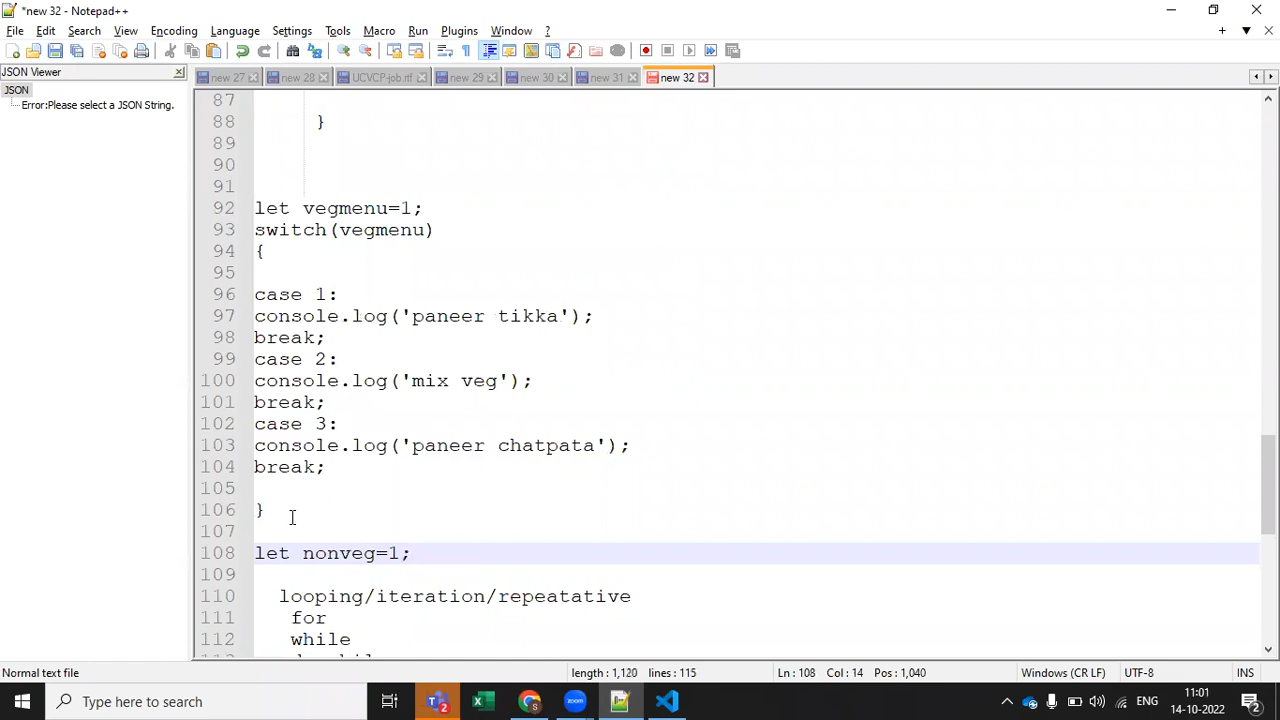 *new 32 - Notepad++
File Edit Search View Encoding Language Settings Tools Macro Run Plugins Window ?
JSON Viewer
new 27 new 28 UCVCP-job.rtf new 29 new 30 new 31 new 32
JSON
Error:Please select a JSON String.
87
88 }
89
90
91
92 let vegmenu=1;
93 switch(vegmenu)
94 {
95
96 case 1:
97 console.log('paneer tikka');
98 break;
99 case 2:
100 console.log('mix veg');
101 break;
102 case 3:
103 console.log('paneer chatpata');
104 break;
105
106 }
107
108 let nonveg=1;
109
110 looping/iteration/repeatative
111 for
112 while
Normal text file length : 1,120 lines : 115 Ln : 108 Col : 14 Pos : 1,040 Windows (CR LF) UTF-8 INS
Type here to search
ENG
11:01
14-10-2022